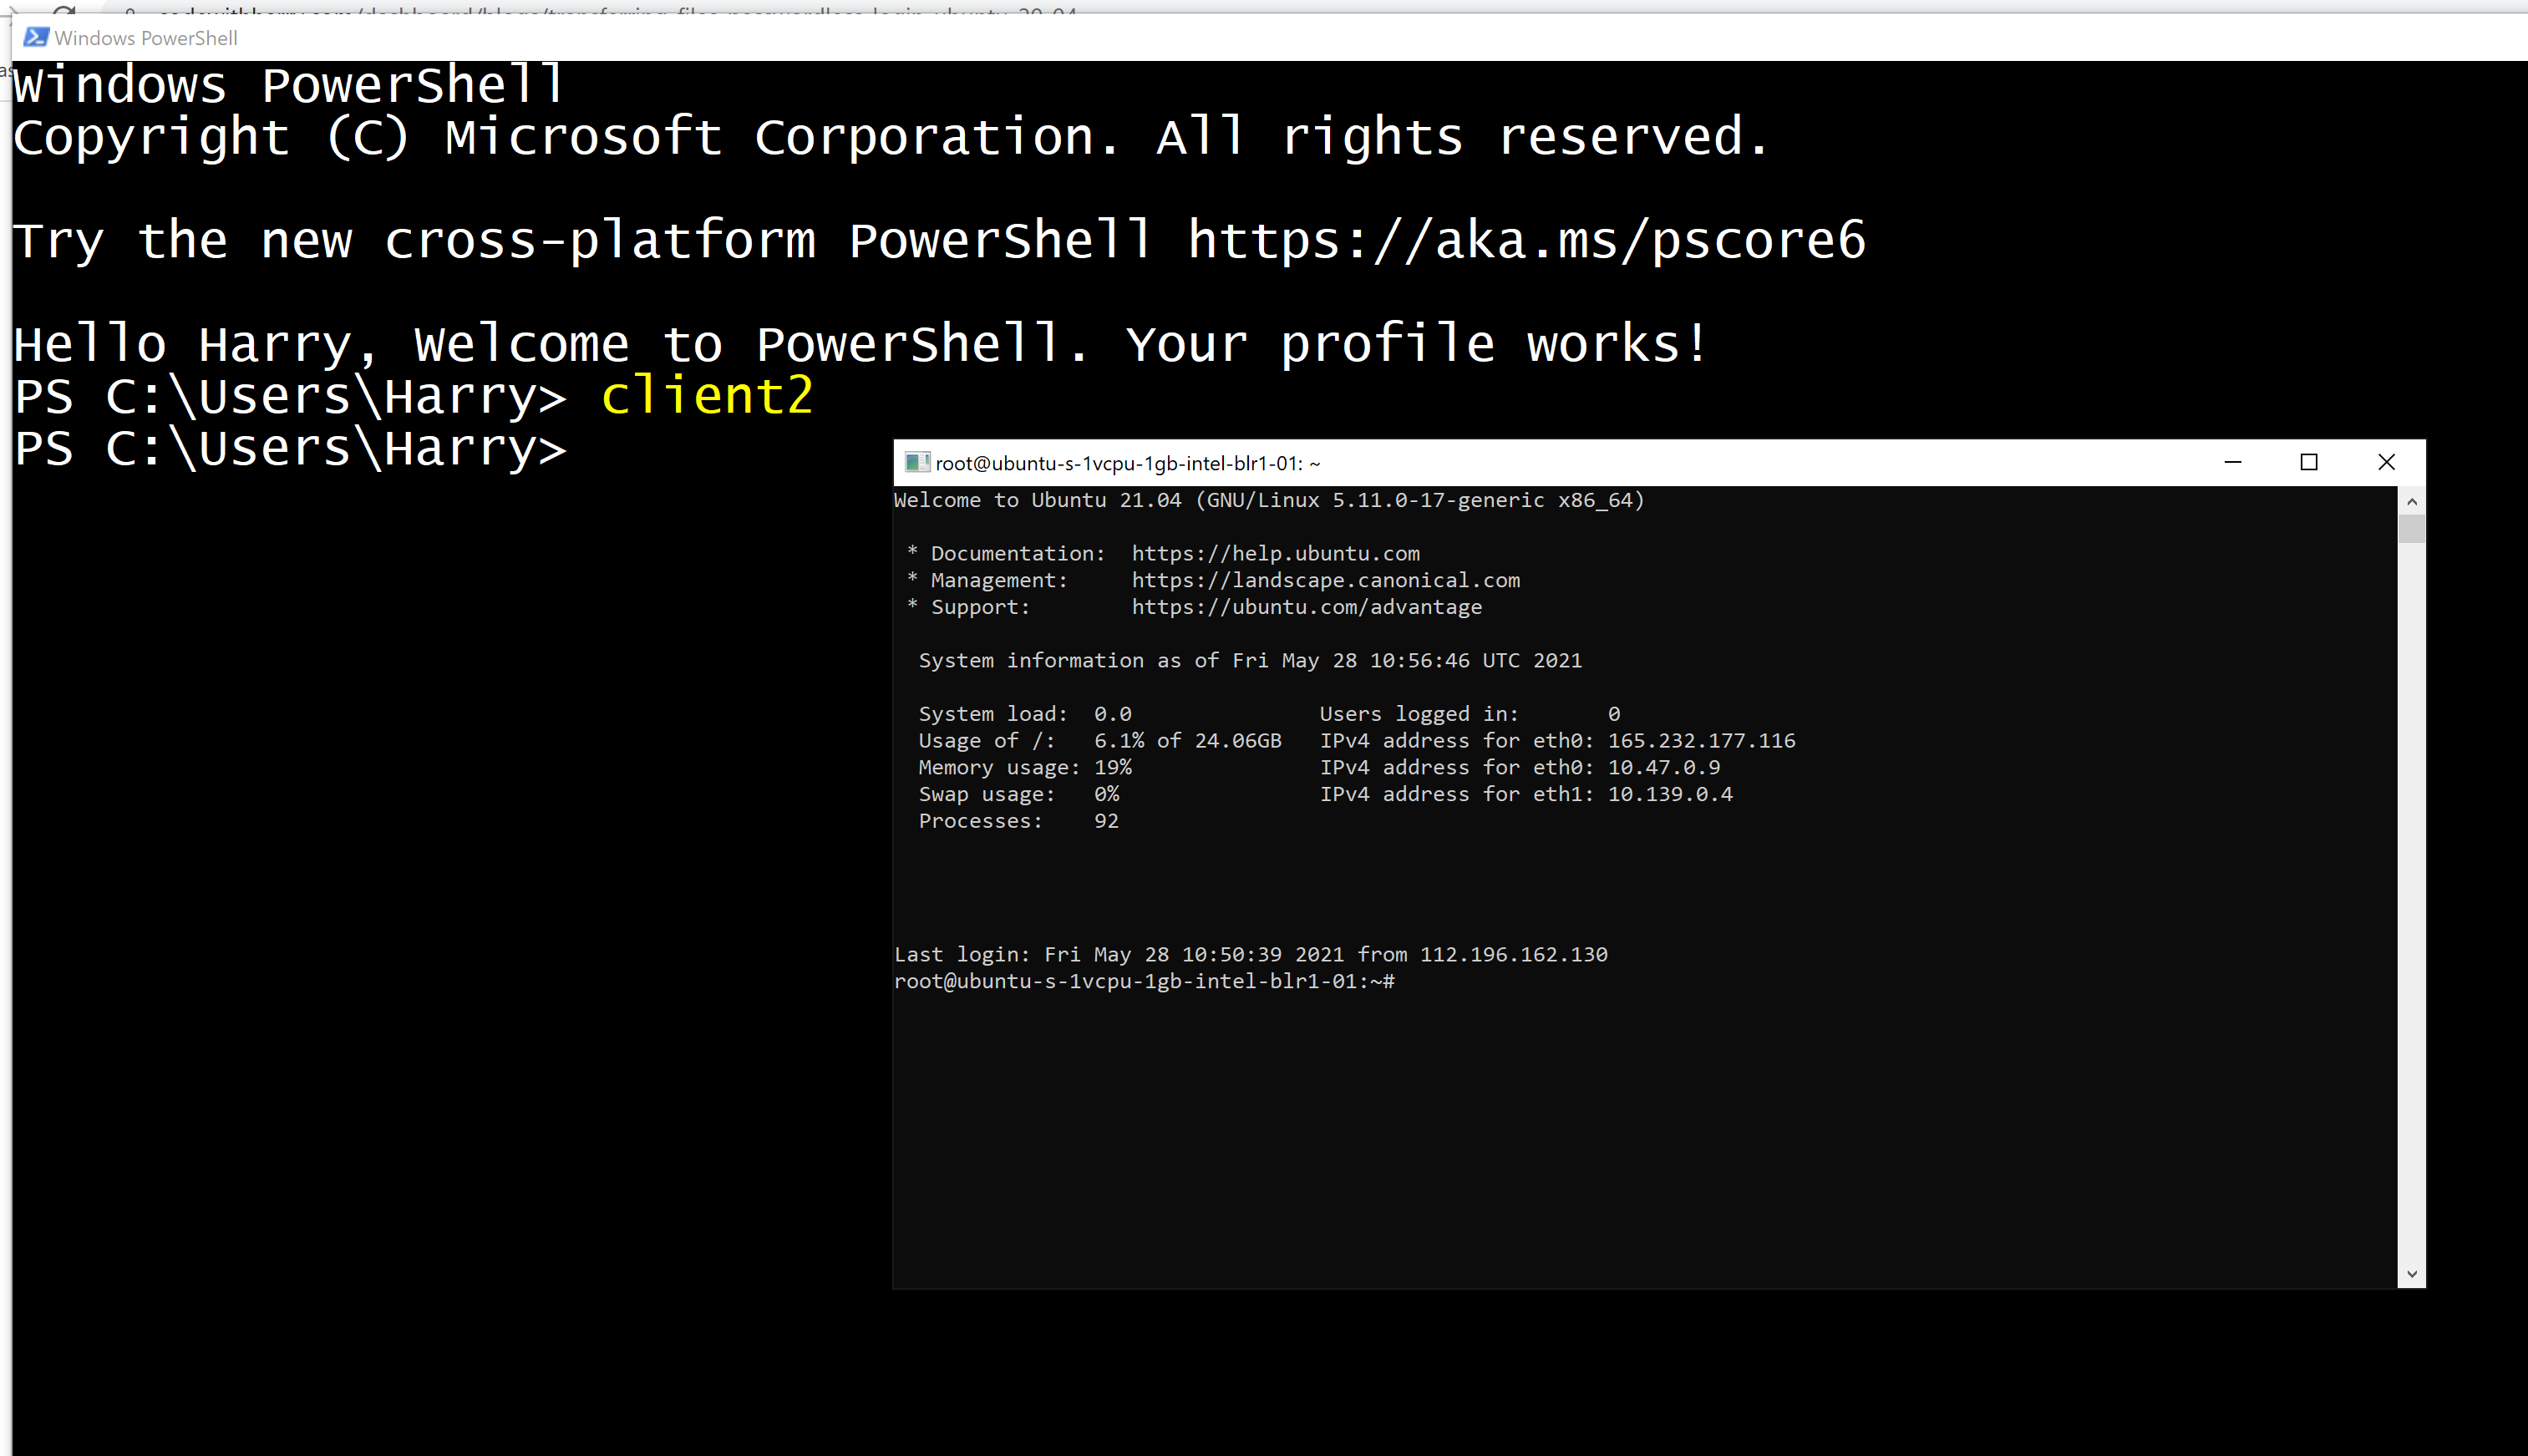 Windows PowerShell
Windows PowerShell
Copyright (C) Microsoft Corporation. All rights reserved.
Try the new cross-platform PowerShell https://aka.ms/pscore6
Hello Harry, Welcome to PowerShell. Your profile works!
PS C:\Users\Harry> client2
PS C:\Users\Harry>
root@ubuntu-s-1vcpu-1gb-intel-blr1-01: ~
Welcome to Ubuntu 21.04 (GNU/Linux 5.11.0-17-generic x86_64)
* Documentation:  https://help.ubuntu.com
* Management:     https://landscape.canonical.com
* Support:        https://ubuntu.com/advantage
System information as of Fri May 28 10:56:46 UTC 2021
System load:  0.0               Users logged in:       0
Usage of /:   6.1% of 24.06GB   IPv4 address for eth0: 165.232.177.116
Memory usage: 19%               IPv4 address for eth0: 10.47.0.9
Swap usage:   0%                IPv4 address for eth1: 10.139.0.4
Processes:    92
Last login: Fri May 28 10:50:39 2021 from 112.196.162.130
root@ubuntu-s-1vcpu-1gb-intel-blr1-01:~#